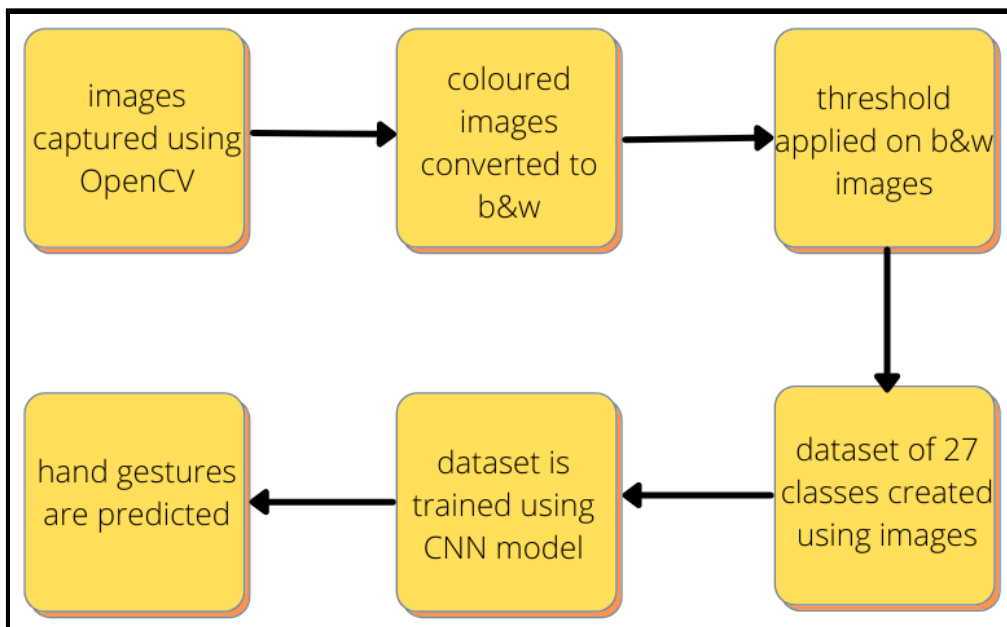 images
captured using
OpenCV
coloured
images
converted to
b&w
threshold
applied on b&w
images
dataset of 27
classes created
using images
dataset is
trained using
CNN model
hand gestures
are predicted